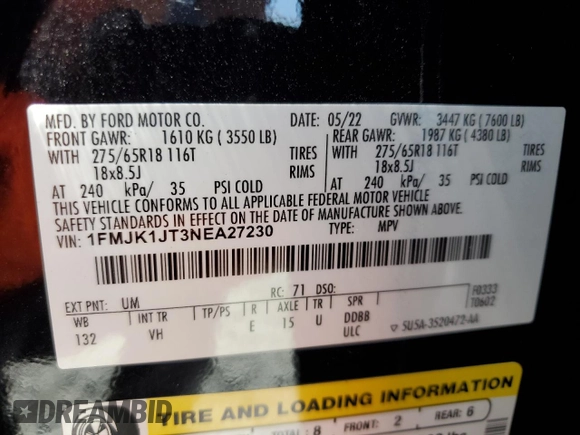 MFD. BY FORD MOTOR CO.
DATE: 05/22 GVWR: 3447 KG ( 7600 LB)
FRONT GAWR: 1610 KG ( 3550 LB)
REAR GAWR: 1987 KG ( 4380 LB)
WITH 275/65R18 116T TIRES
WITH 275/65R18 116T TIRES
18x8.5J RIMS
18x8.5J RIMS
AT 240 kPa/ 35 PSI COLD
AT 240 kPa/ 35 PSI COLD
THIS VEHICLE CONFORMS TO ALL APPLICABLE FEDERAL MOTOR VEHICLE
SAFETY STANDARDS IN EFFECT ON THE DATE OF MANUFACTURE SHOWN ABOVE.
VIN: 1FMJK1JT3NEA27230
TYPE: MPV
EXT PNT: UM RC: 71 DSO: F0333
WB INT TR TP/PS R AXLE TR SPR T0602
132 VH E 15 U DDBB
ULC
5U5A-3520472-AA
TIRE AND LOADING INFORMATION
TOTAL: 8 FRONT: 2 REAR: 6
DREAMBID